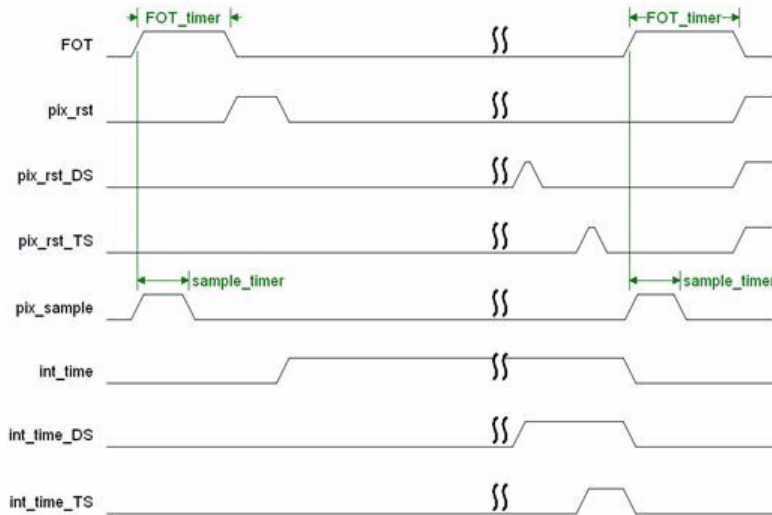 FOT_timer FOT_timer
FOT
pix_rst
pix_rst_DS
pix_rst_TS
sample_timer sample_timer
pix_sample
int_time
int_time_DS
int_time_TS